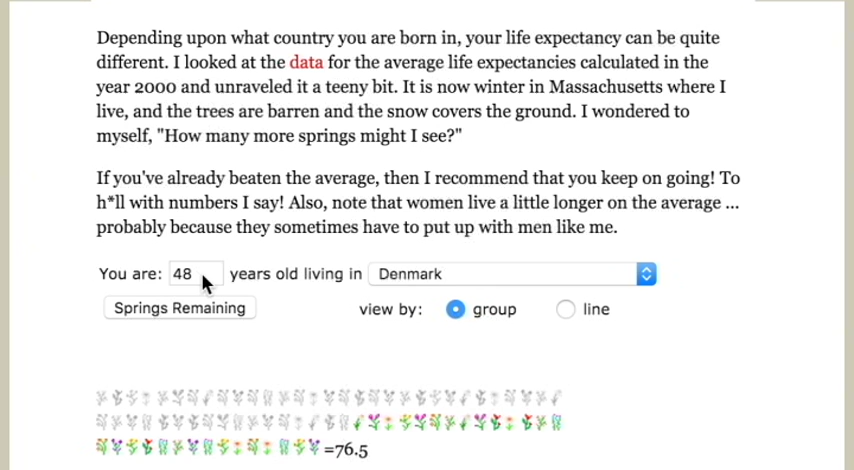 Depending upon what country you are born in, your life expectancy can be quite
different. I looked at the data for the average life expectancies calculated in the
year 2000 and unraveled it a teeny bit. It is now winter in Massachusetts where I
live, and the trees are barren and the snow covers the ground. I wondered to
myself, "How many more springs might I see?"
If you've already beaten the average, then I recommend that you keep on going! To
h*ll with numbers I say! Also, note that women live a little longer on the average ...
probably because they sometimes have to put up with men like me.
You are: 48 years old living in Denmark
Springs Remaining view by: group line
=76.5